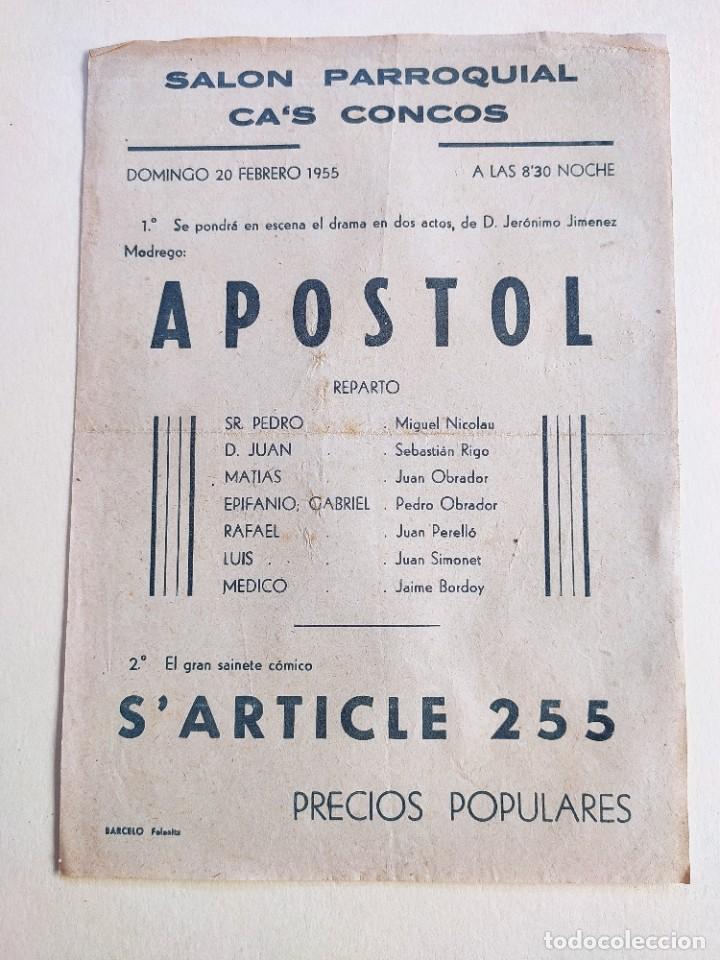 SALON PARROQUIAL
CA'S CONCOS
DOMINGO 20 FEBRERO 1955 A LAS 8'30 NOCHE
1.º Se pondrá en escena el drama en dos actos, de D. Jerónimo Jimenez
Modrego:
APOSTOL
REPARTO
SR. PEDRO . Miguel Nicolau
D. JUAN . . Sebastián Rigo
MATIAS . . Juan Obrador
EPIFANIO; GABRIEL . Pedro Obrador
RAFAEL . . Juan Perelló
LUIS . . . Juan Simonet
MEDICO . . Jaime Bordoy
2.º El gran sainete cómico
S'ARTICLE 255
PRECIOS POPULARES
BARCELO Felanitx
todocoleccion
todocoleccion.net